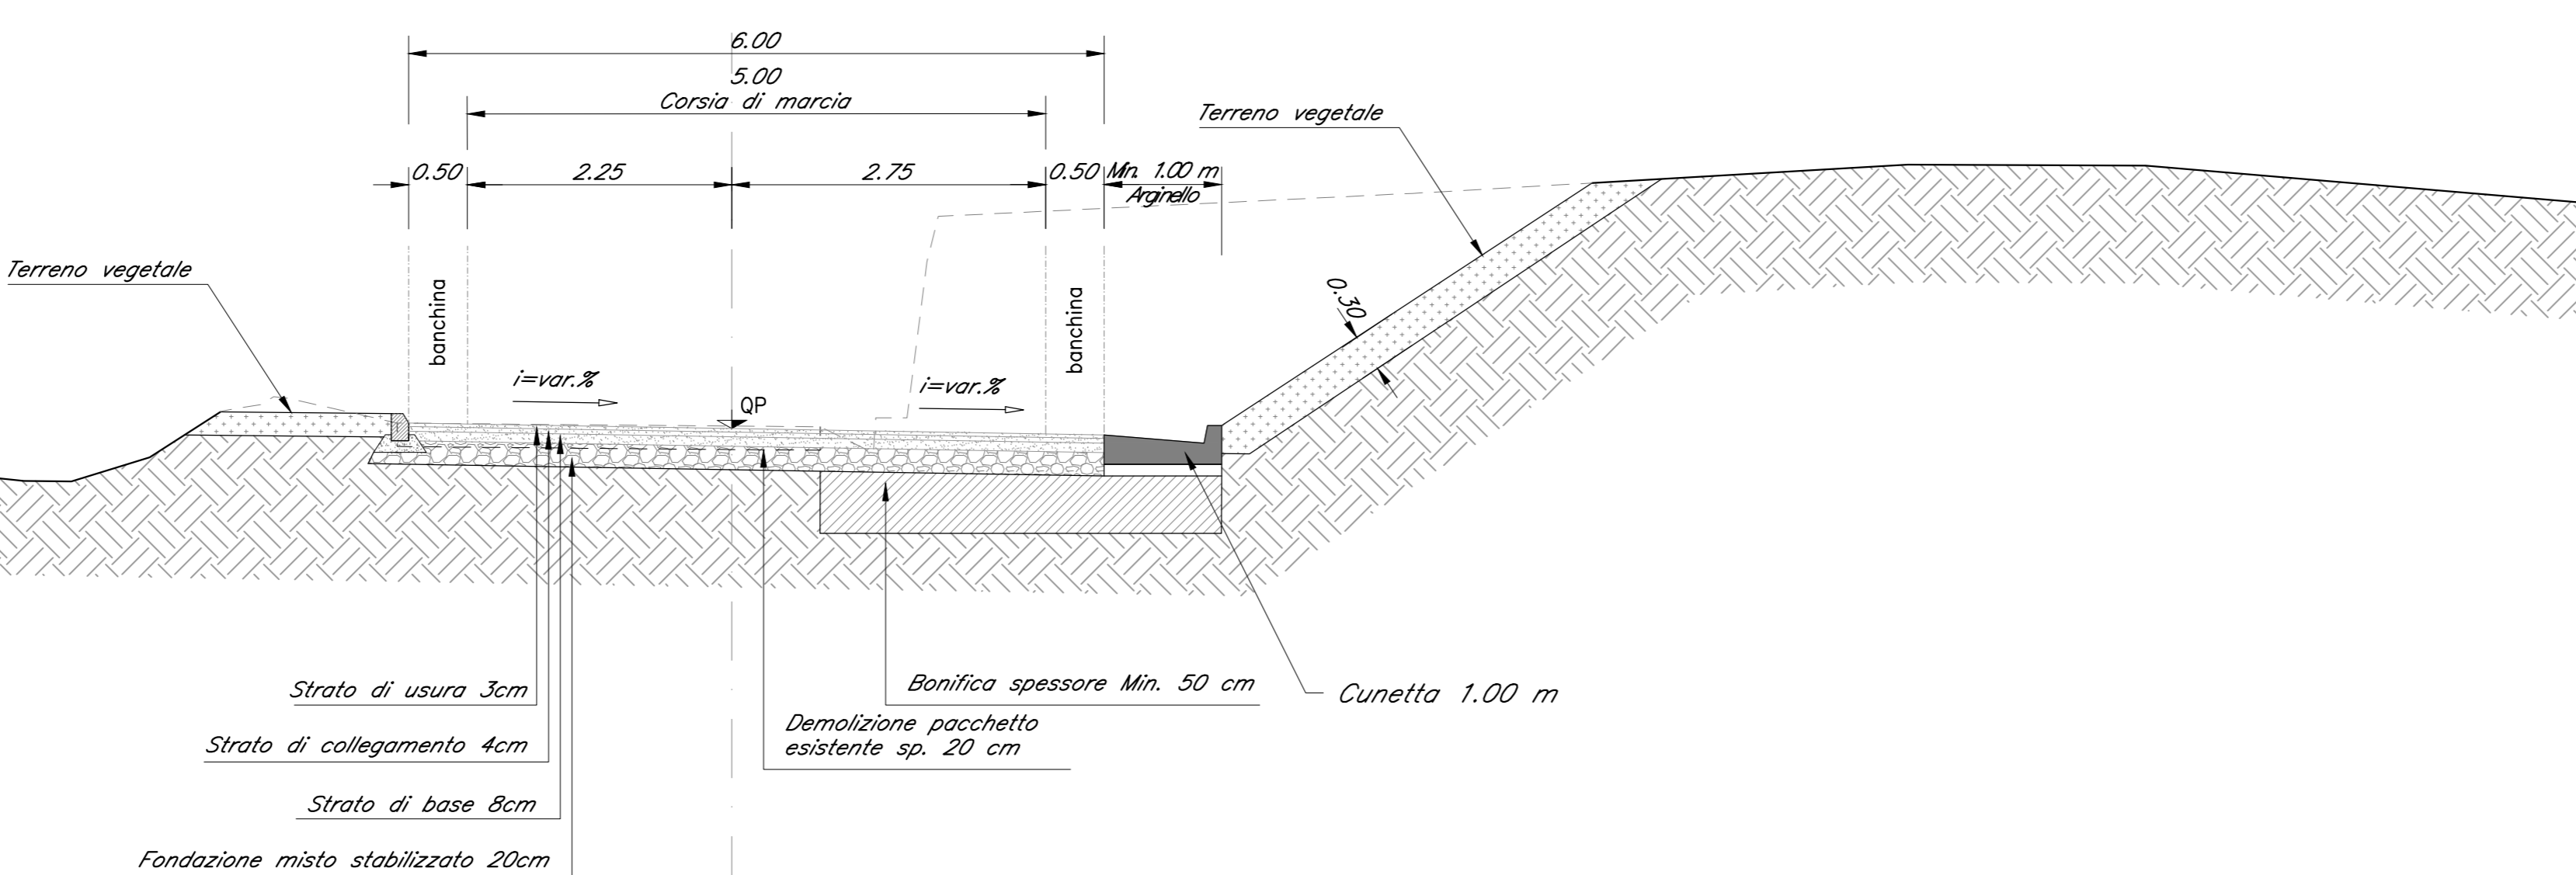 6.00
5.00
Corsia di marcia
Terreno vegetale
0.50
2.25
2.75
0.50
Min. 1.00 m
Arginello
Terreno vegetale
banchina
banchina
0.30
i=var.%
i=var.%
QP
Strato di usura 3cm
Bonifica spessore Min. 50 cm
Cunetta 1.00 m
Demolizione pacchetto
esistente sp. 20 cm
Strato di collegamento 4cm
Strato di base 8cm
Fondazione misto stabilizzato 20cm